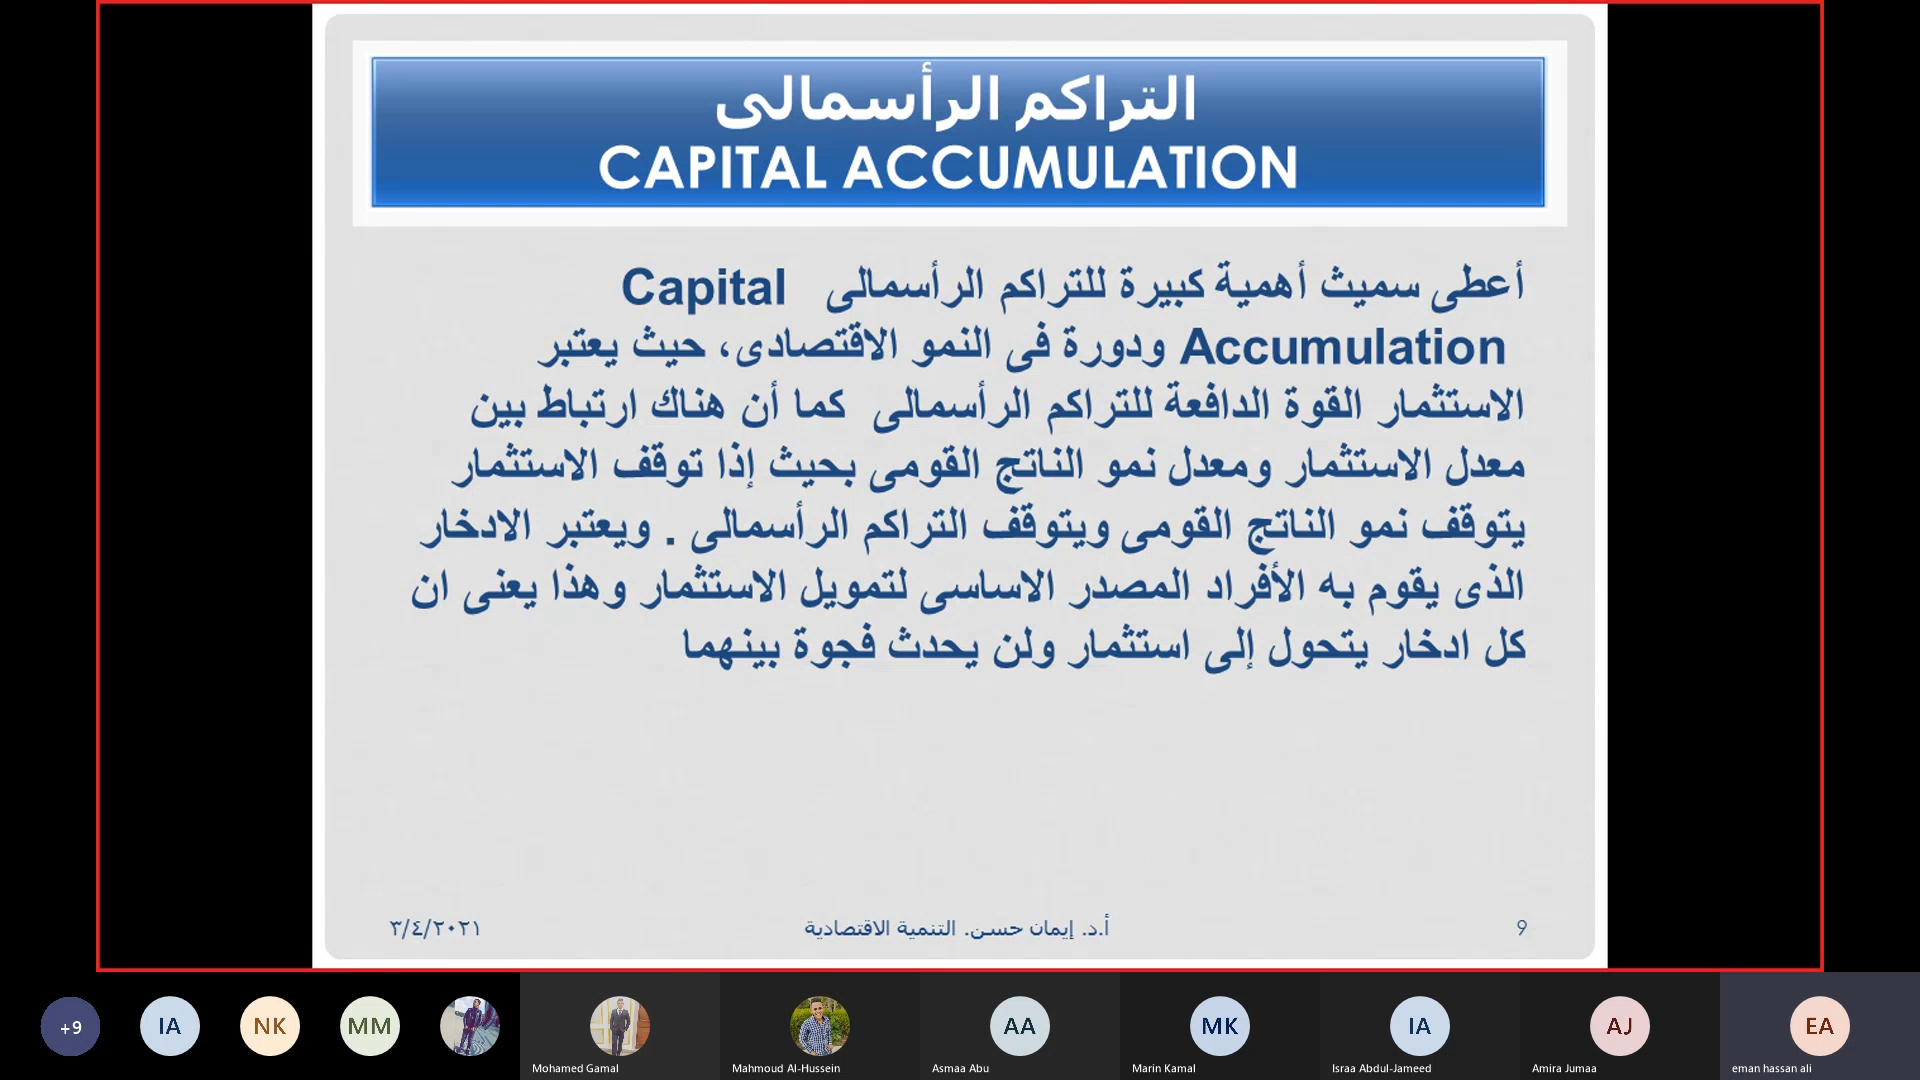 التراكم الرأسمالى
CAPITAL ACCUMULATION
أعطى سميث أهمية كبيرة للتراكم الرأسمالى Capital
Accumulation ودورة فى النمو الاقتصادى، حيث يعتبر
الاستثمار القوة الدافعة للتراكم الرأسمالى كما أن هناك ارتباط بين
معدل الاستثمار ومعدل نمو الناتج القومى بحيث إذا توقف الاستثمار
يتوقف نمو الناتج القومى ويتوقف التراكم الرأسمالى . ويعتبر الادخار
الذى يقوم به الأفراد المصدر الاساسى لتمويل الاستثمار وهذا يعنى ان
كل ادخار يتحول إلى استثمار ولن يحدث فجوة بينهما
٣/٤/٢٠٢١
أ.د. إيمان حسن. التنمية الاقتصادية
9
+9
IA
NK
MM
Mohamed Gamal
Mahmoud Al-Hussein
AA
Asmaa Abu
MK
Marin Kamal
IA
Israa Abdul-Jameed
AJ
Amira Jumaa
EA
eman hassan ali